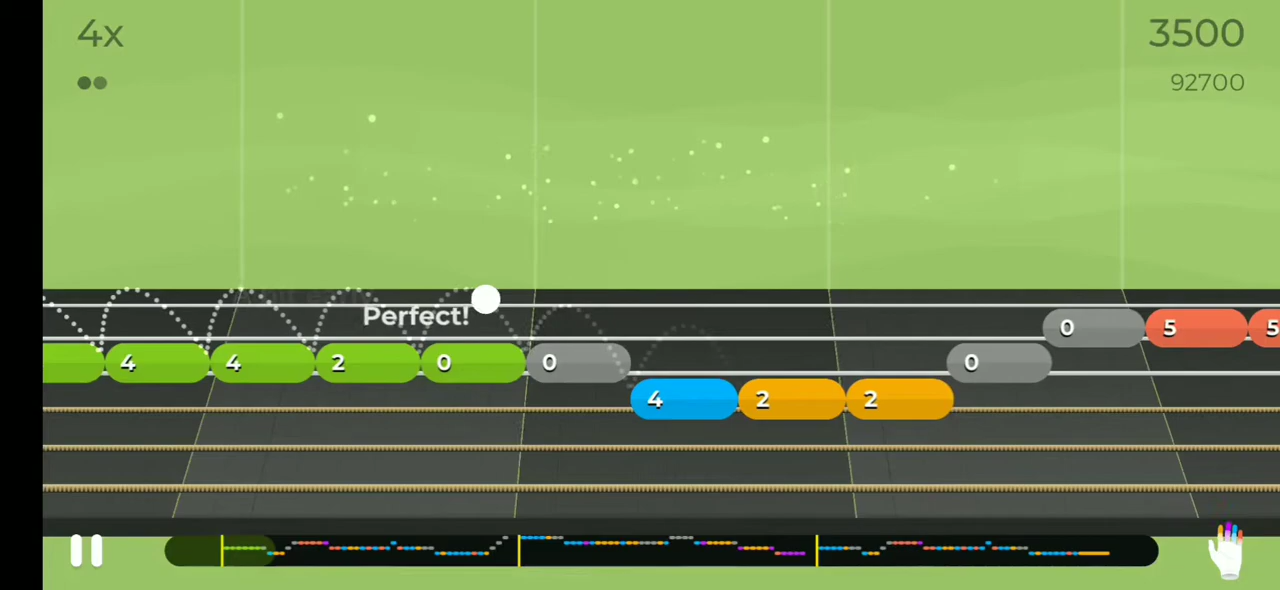 4x
3500
92700
Perfect!
0 5 5
4 4 2 0 0 0
4 2 2